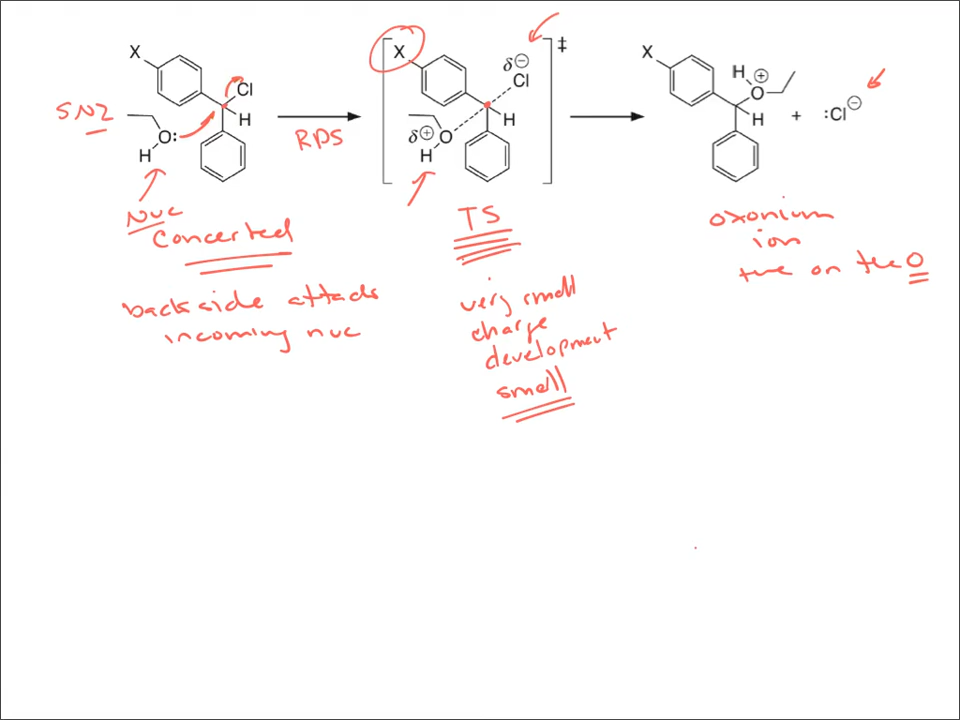 X
Cl
H
SN2
O:
H
RDS
X
δ⊖
Cl
H
δ⊕
O
H
‡
X
H ⊕
O
H
+ :Cl⊖
Nuc
Concerted
backside attack
incoming nuc
TS
very small
charge
development
small
oxonium
ion
+ve on the O